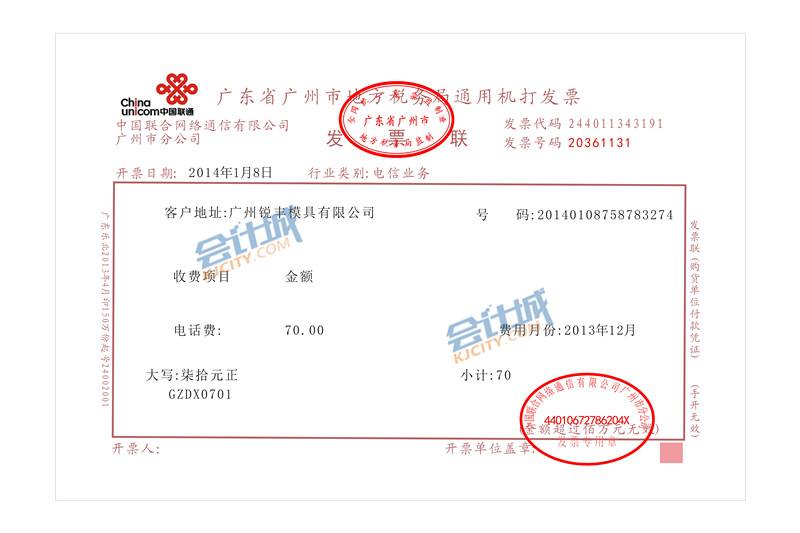 China
unicom中国联通
广东省广州市地方税务局通用机打发票
中国联合网络通信有限公司
广州市分公司
发 票 联
发票代码 244011343191
发票号码 20361131
广东省广州市
地方税务局监制
开票日期: 2014年1月8日 行业类别:电信业务
客户地址:广州锐丰模具有限公司 号 码:20140108758783274
会计城
KJCITY.COM
收费项目 金额
电话费: 70.00 费用月份:2013年12月
会计城
KJCITY.COM
大写:柒拾元正 小计:70
GZDX0701
中国联合网络通信有限公司广州市分公司
44010672786204X
发票专用章
(金额超过佰万元无效)
开票人: 开票单位盖章:
发票联(购货单位付款凭证) (手开无效)